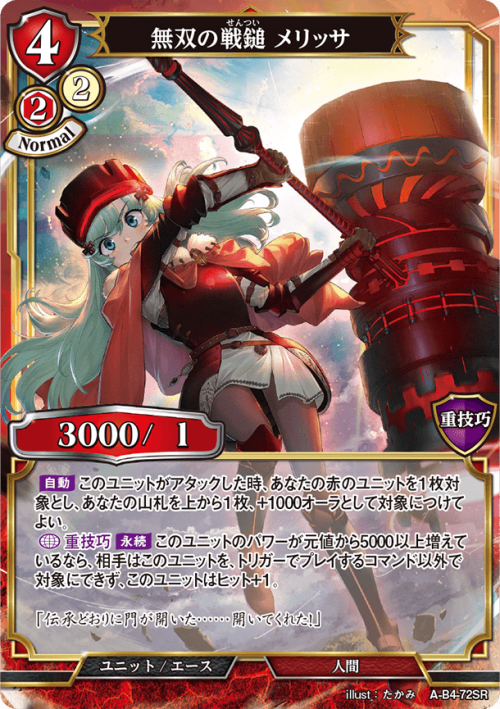 4
せんつい
無双の戦鎚 メリッサ
2
2
Normal
3000/ 1
重技巧
自動 このユニットがアタックした時、あなたの赤のユニットを1枚対
象とし、あなたの山札を上から1枚、+1000オーラとして対象につけて
よい。
重技巧 永続 このユニットのパワーが元値から5000以上増えて
いるなら、相手はこのユニットを、トリガーでプレイするコマンド以外で
対象にできず、このユニットはヒット+1。
「伝承どおりに門が開いた……開いてくれた!」
ユニット / エース
人間
illust: たかみ A-B4-72SR